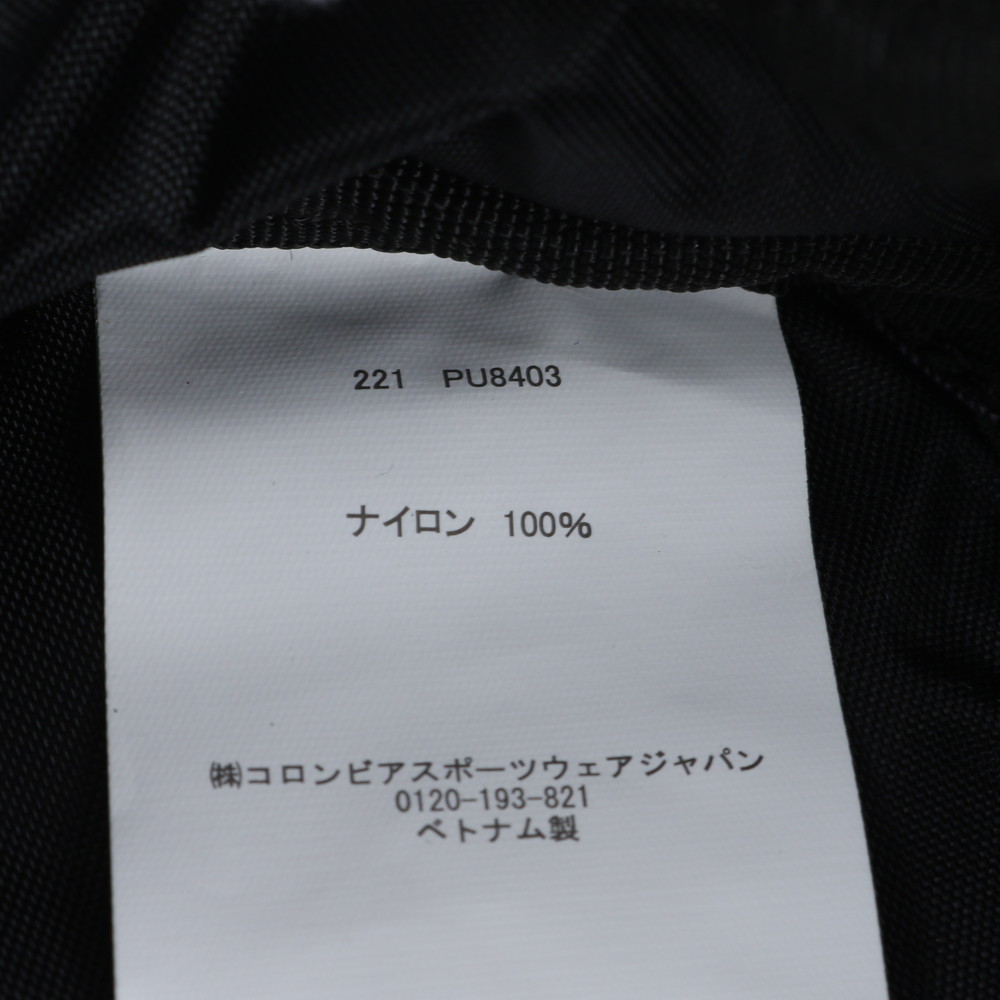 221 PU8403
ナイロン 100%
㈱コロンビアスポーツウェアジャパン
0120-193-821
ベトナム製